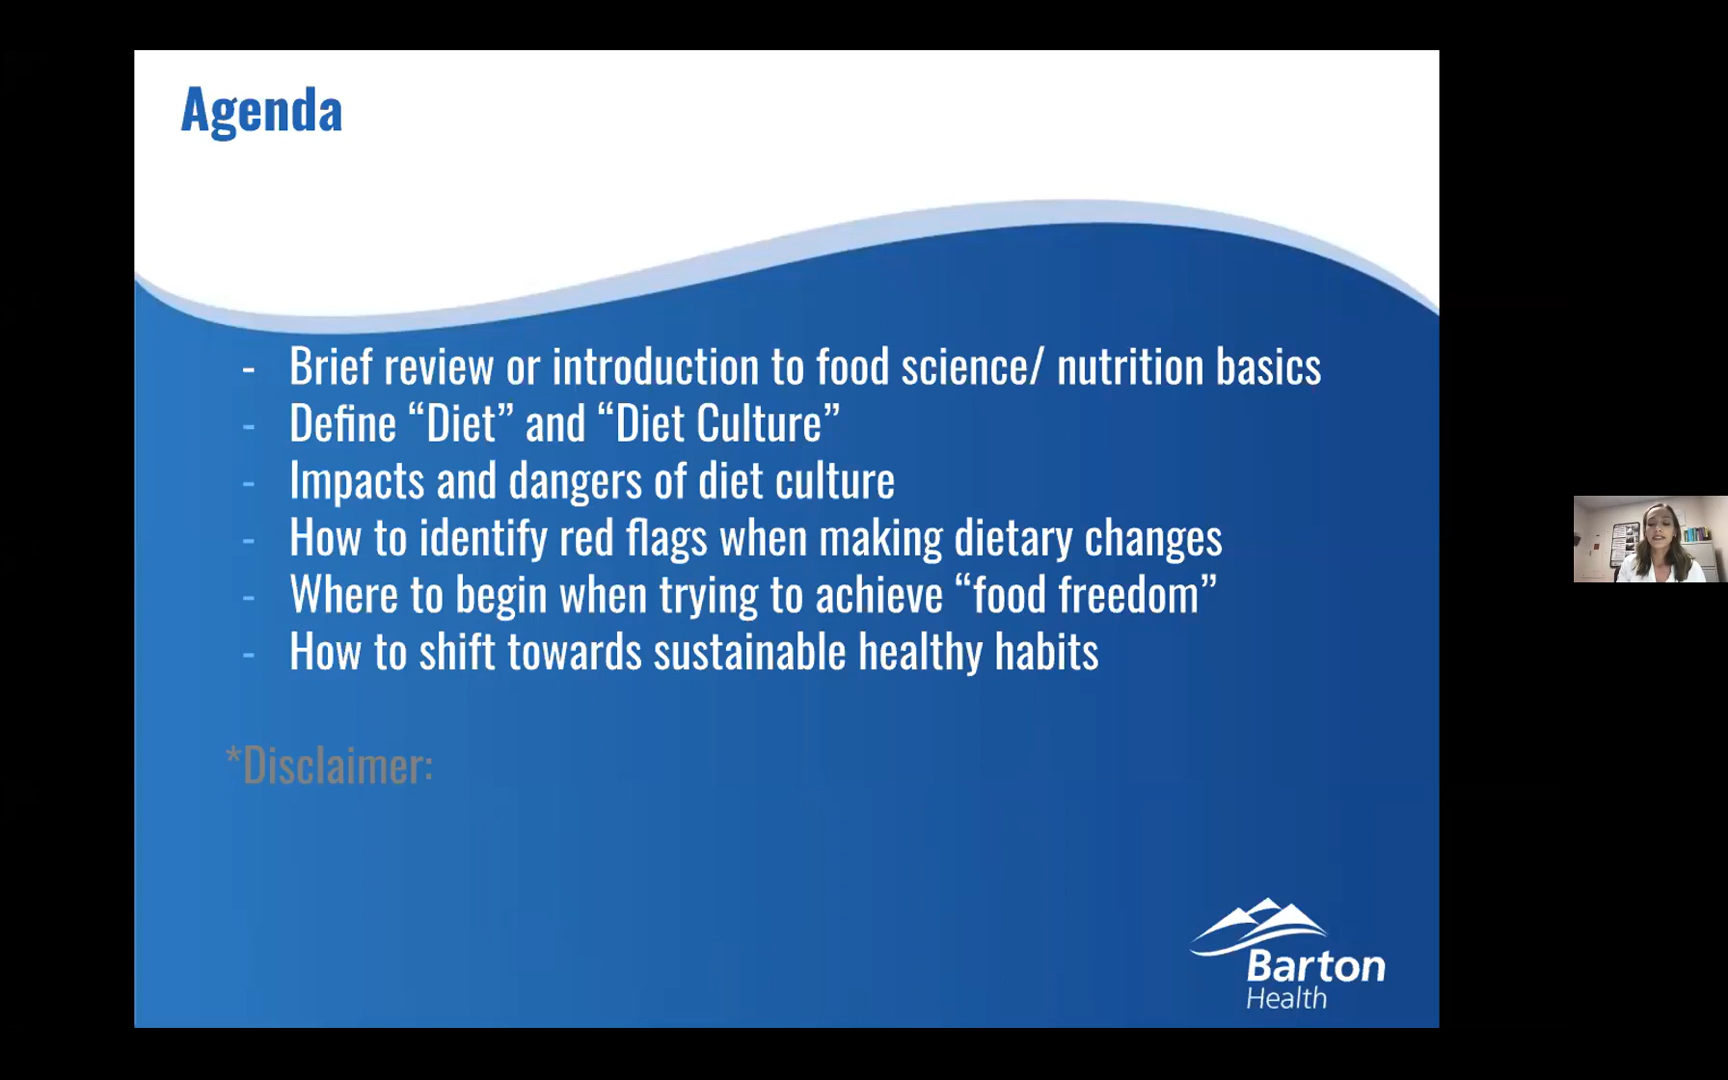 Agenda
- Brief review or introduction to food science/ nutrition basics
- Define “Diet” and “Diet Culture”
- Impacts and dangers of diet culture
- How to identify red flags when making dietary changes
- Where to begin when trying to achieve “food freedom”
- How to shift towards sustainable healthy habits
*Disclaimer:
Barton
Health